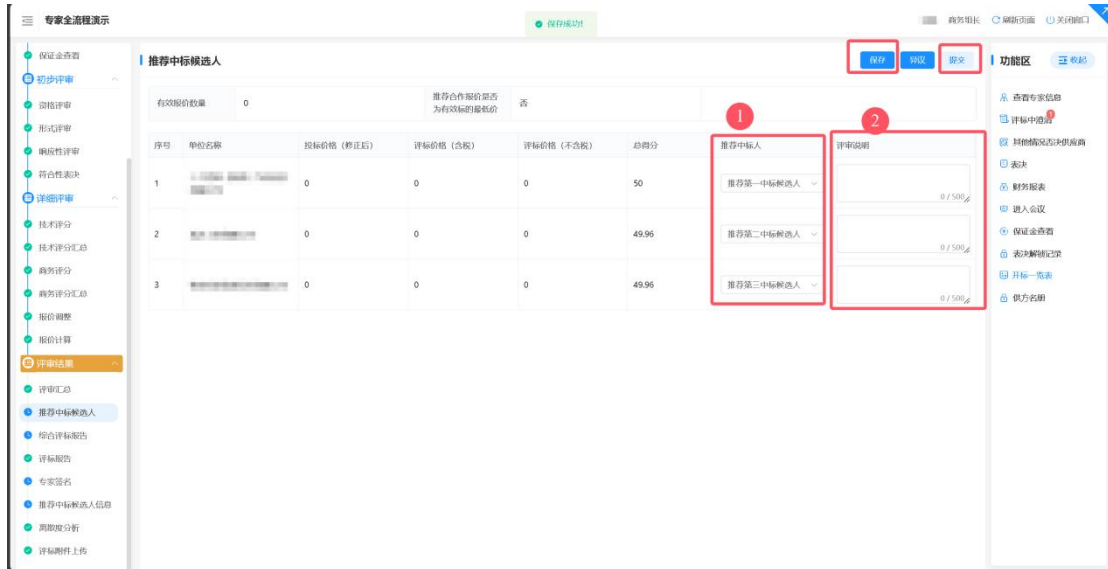 专家全流程演示
保存成功!
商务组长 刷新页面 关闭窗口
保证金查看
初步评审
资格评审
形式评审
响应性评审
符合性表决
详细评审
技术评分
技术评分汇总
商务评分
商务评分汇总
报价调整
报价计算
评审结果
评审汇总
推荐中标候选人
综合评标报告
评标报告
专家签名
推荐中标候选人信息
离散度分析
评标附件上传
推荐中标候选人
保存 异议 提交
有效报价数量 0 推荐合作报价是否为有效标的最低价 否
1 2
序号 单位名称 投标价格（修正后） 评标价格（含税） 评标价格（不含税） 总得分 推荐中标人 评审说明
1 0 0 0 50 推荐第一中标候选人 0 / 500
2 0 0 0 49.96 推荐第二中标候选人 0 / 500
3 0 0 0 49.96 推荐第三中标候选人 0 / 500
功能区 收起
查看专家信息
评标中澄清
其他情况否决供应商
表决
财务报表
进入会议
保证金查看
表决解锁记录
开标一览表
供方名册